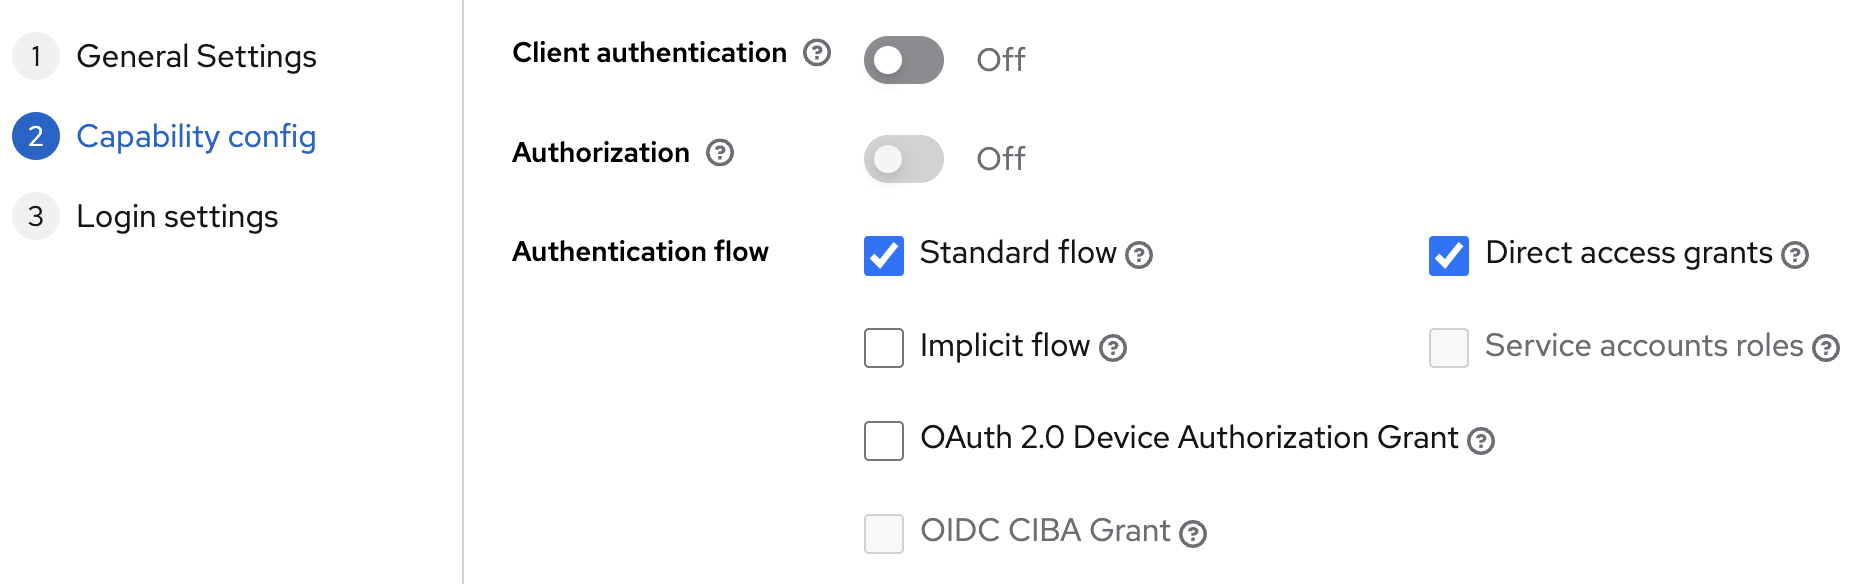 1 General Settings
2 Capability config
3 Login settings
Client authentication ? Off
Authorization ? Off
Authentication flow
Standard flow ? Direct access grants ?
Implicit flow ? Service accounts roles ?
OAuth 2.0 Device Authorization Grant ?
OIDC CIBA Grant ?